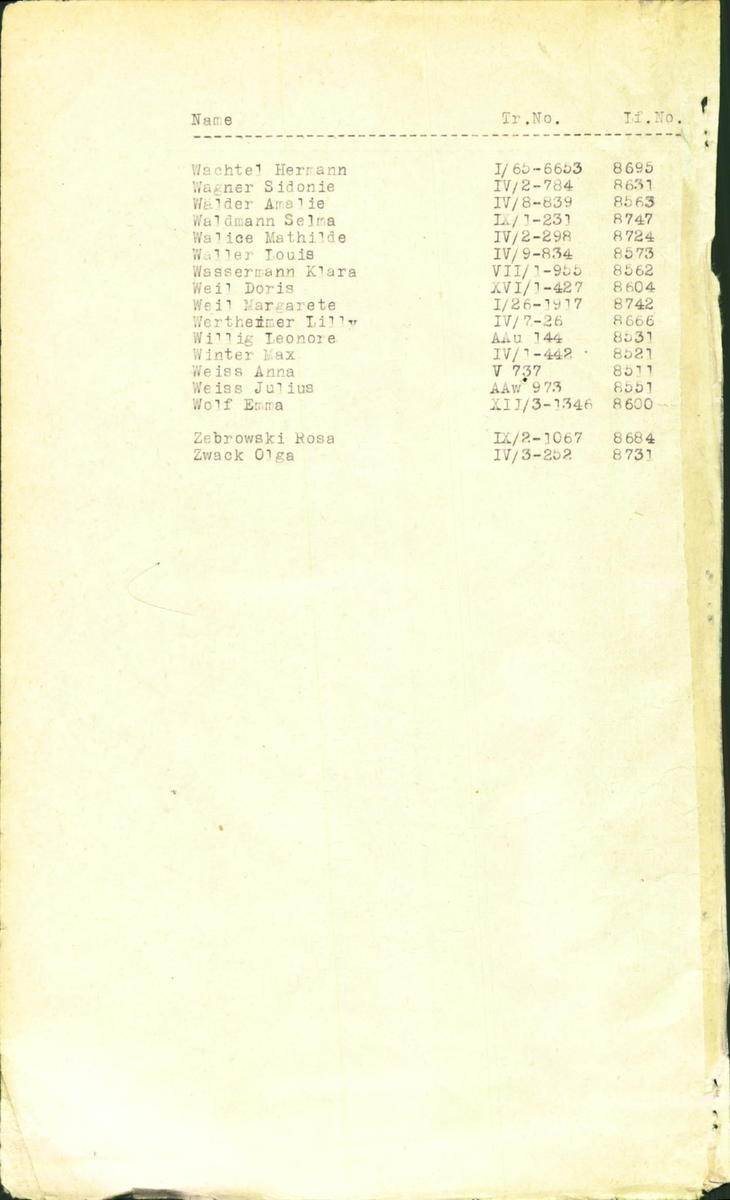 Name Tr.No. Lf.No.
Wachtel Hermann I/65-6653 8695
Wagner Sidonie IV/2-784 8631
Walder Amalie IV/8-839 8563
Waldmann Selma IX/1-231 8747
Walice Mathilde IV/2-298 8724
Waller Louis IV/9-834 8573
Wassermann Klara VII/1-955 8562
Weil Doris XVI/1-427 8604
Weil Margarete I/26-1917 8742
Wertheimer Lilly IV/7-26 8666
Willig Leonore AAu 144 8531
Winter Max IV/1-442 8521
Weiss Anna V 737 8511
Weiss Julius AAw 973 8551
Wolf Emma XII/3-1346 8600
Zebrowski Rosa IX/2-1067 8684
Zwack Olga IV/3-252 8731